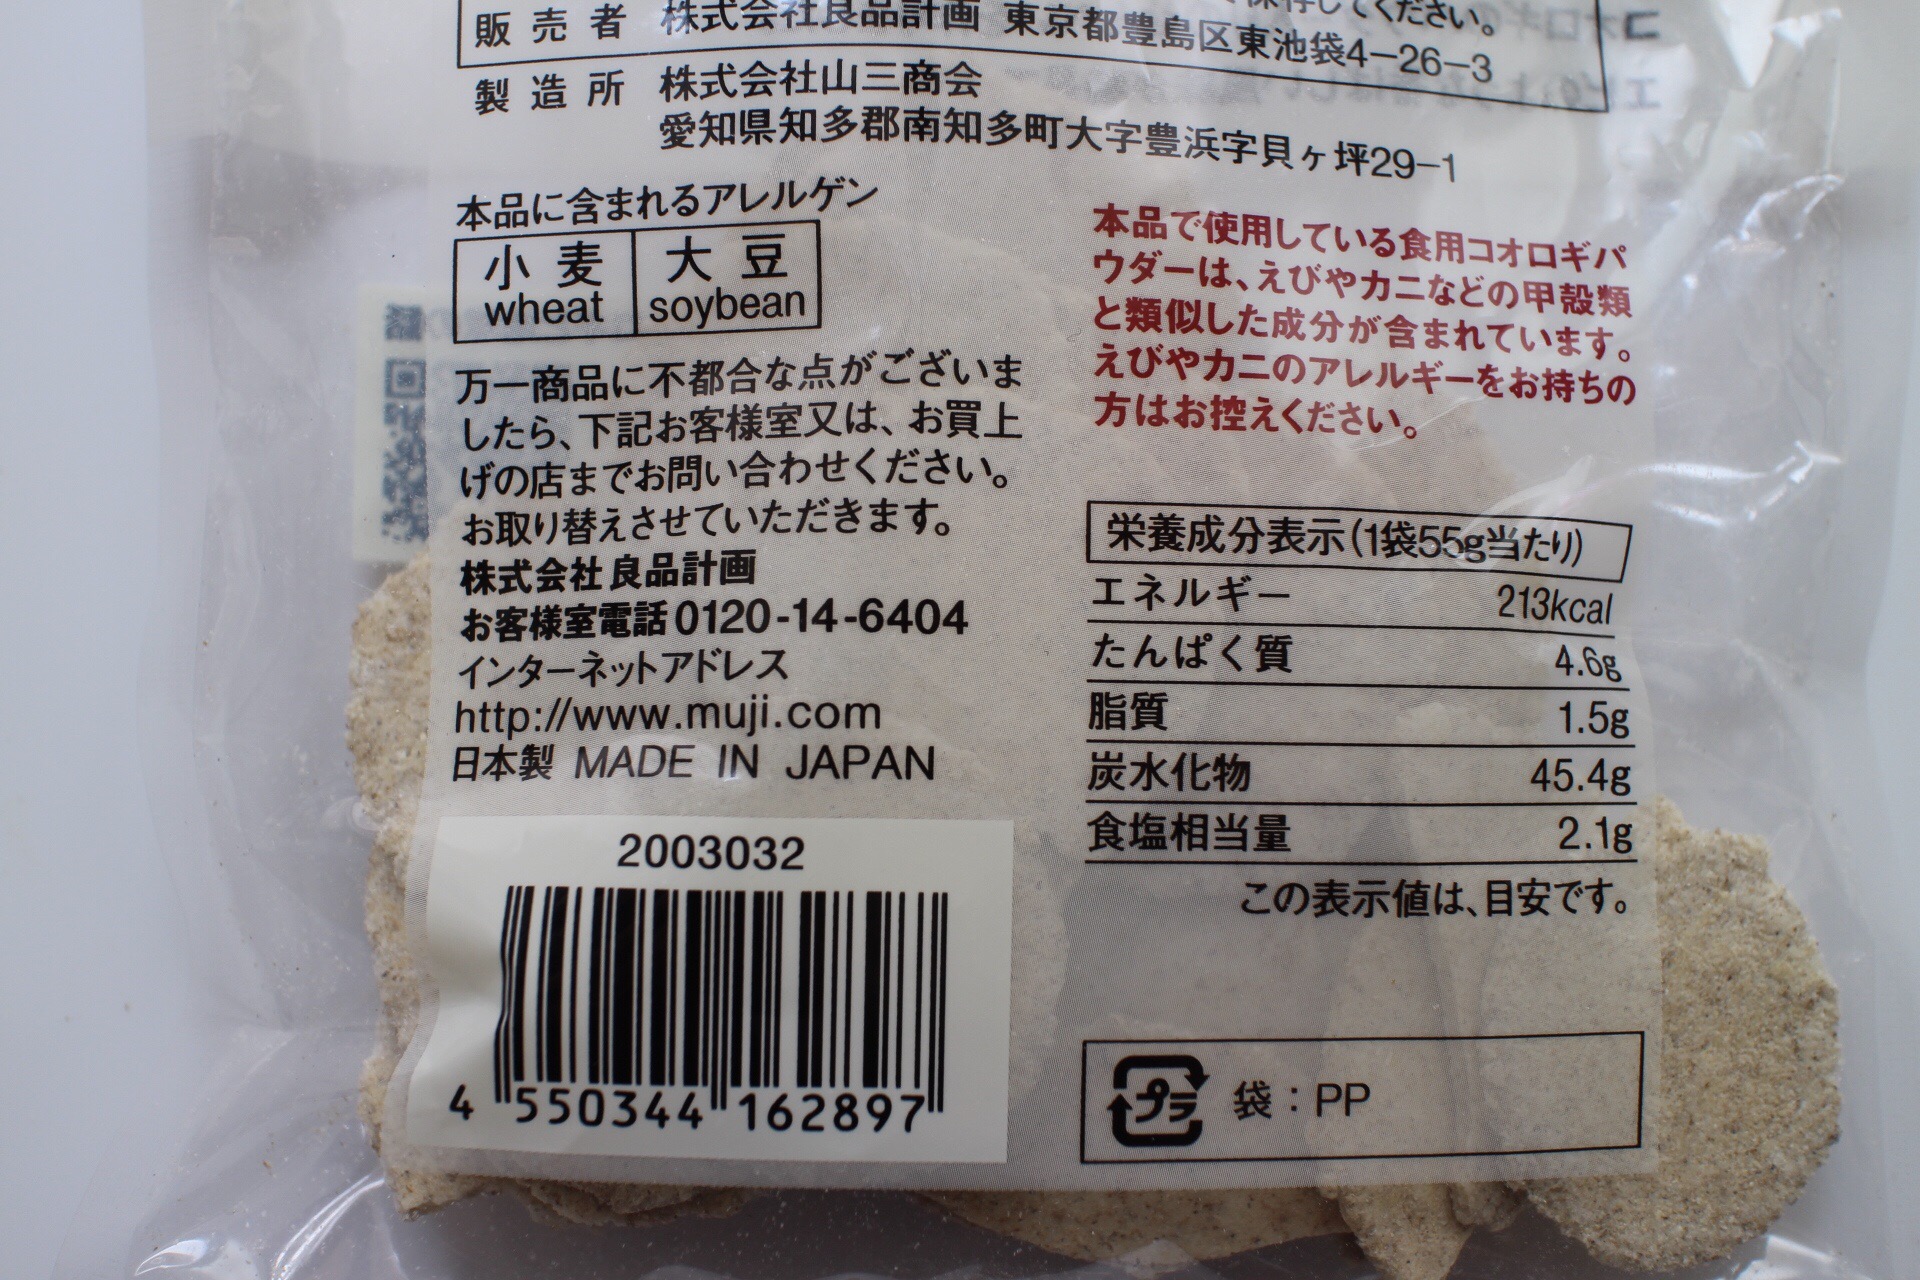 保存してください。
販売者 株式会社良品計画 東京都豊島区東池袋4-26-3
製造所 株式会社山三商会
愛知県知多郡南知多町大字豊浜字貝ヶ坪29-1
本品に含まれるアレルゲン
小麦 大豆
wheat soybean
万一商品に不都合な点がございま
したら、下記お客様室又は、お買上
げの店までお問い合わせください。
お取り替えさせていただきます。
株式会社良品計画
お客様室電話0120-14-6404
インターネットアドレス
http://www.muji.com
日本製 MADE IN JAPAN
2003032
4 550344 162897
本品で使用している食用コオロギパ
ウダーは、えびやカニなどの甲殻類
と類似した成分が含まれています。
えびやカニのアレルギーをお持ちの
方はお控えください。
栄養成分表示(1袋55g当たり)
エネルギー 213kcal
たんぱく質 4.6g
脂質 1.5g
炭水化物 45.4g
食塩相当量 2.1g
この表示値は、目安です。
プラ 袋：PP